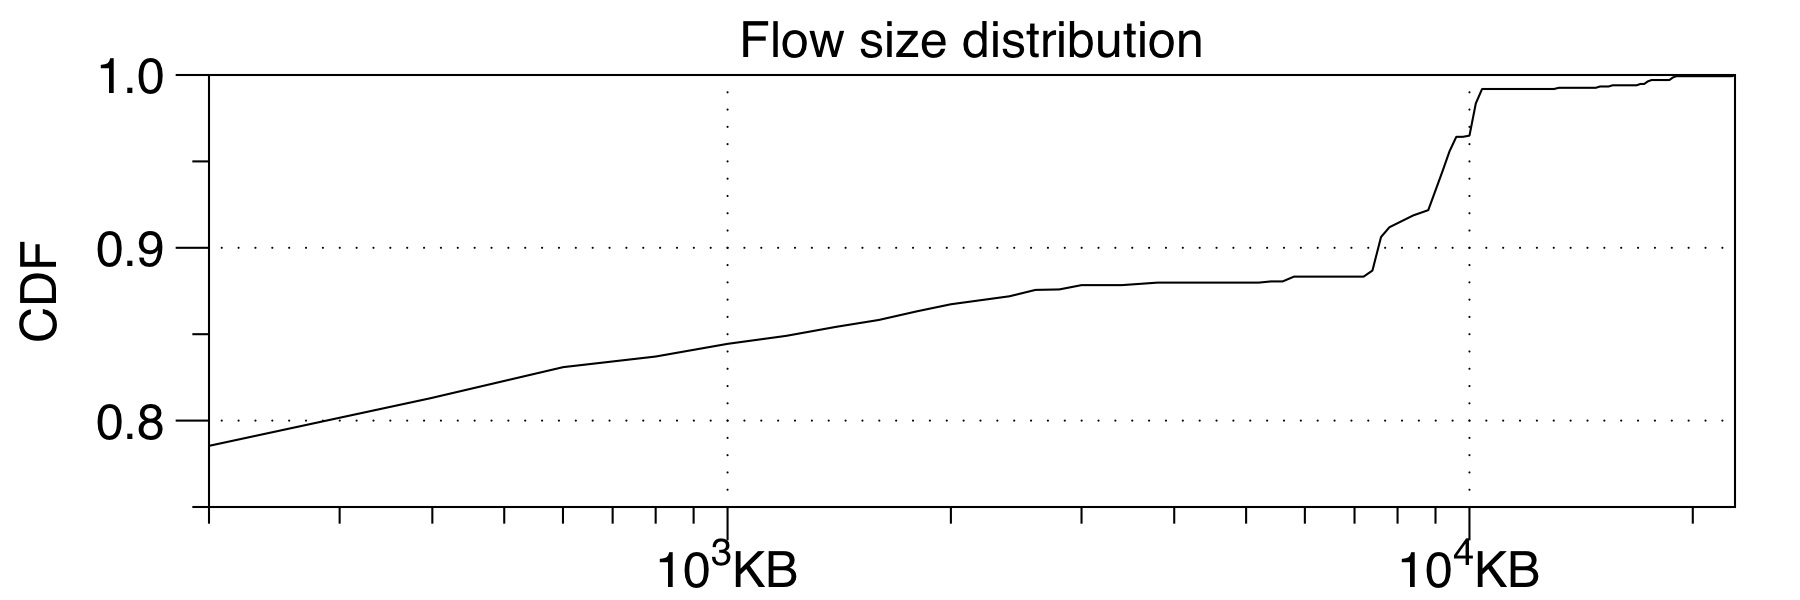 Flow size distribution
1.0
0.9
0.8
CDF
10³KB
10⁴KB